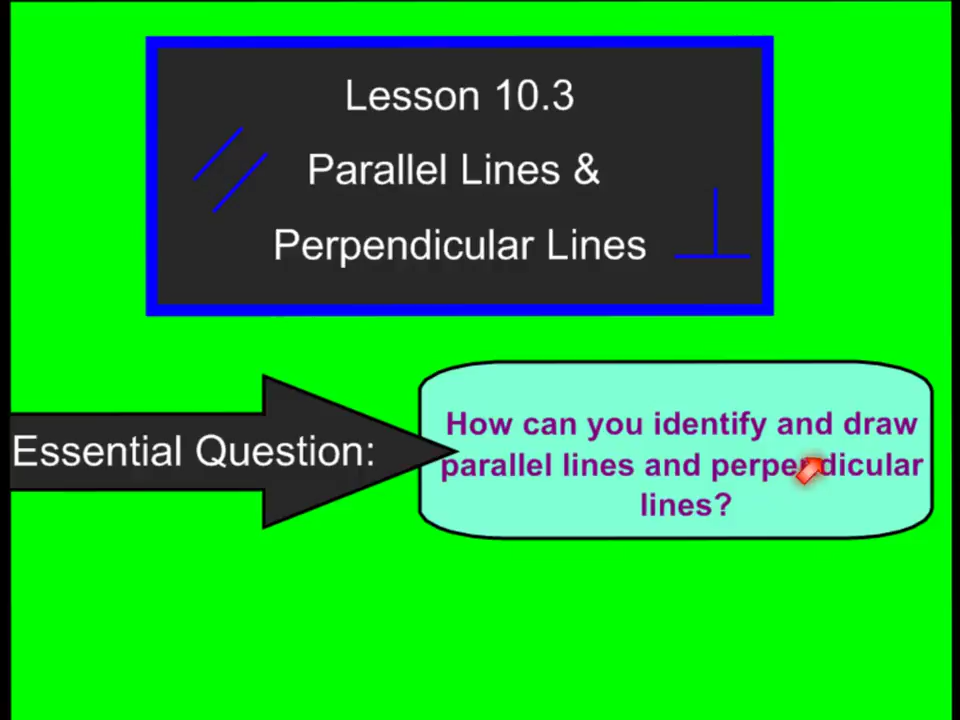 Lesson 10.3
Parallel Lines &
Perpendicular Lines
Essential Question:
How can you identify and draw
parallel lines and perpendicular
lines?